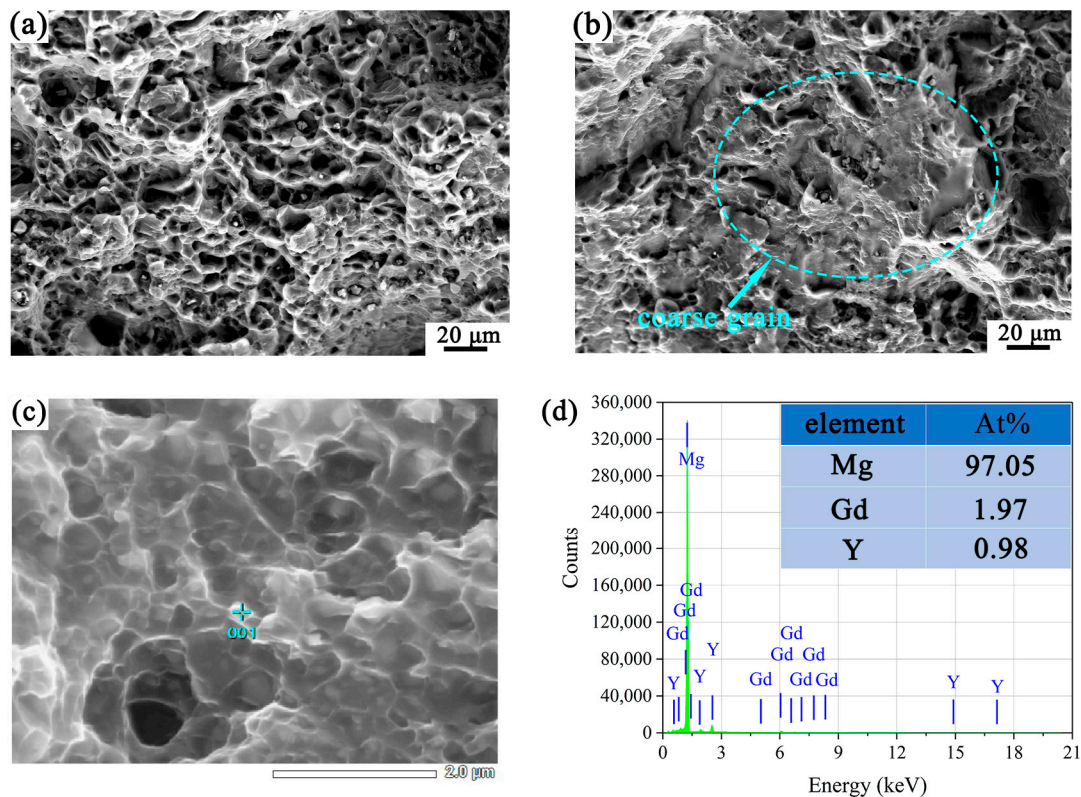 (a)
20 μm
(b)
coarse grain
20 μm
(c)
001
2.0 μm
(d)
360,000
320,000
280,000
240,000
200,000
160,000
120,000
80,000
40,000
0
Counts
element At%
Mg 97.05
Gd 1.97
Y 0.98
Mg
Gd
Gd
Gd
Y
Y
Y
Gd
Gd
Gd
Gd
Gd
Gd
Y
Y
0 3 6 9 12 15 18 21
Energy (keV)